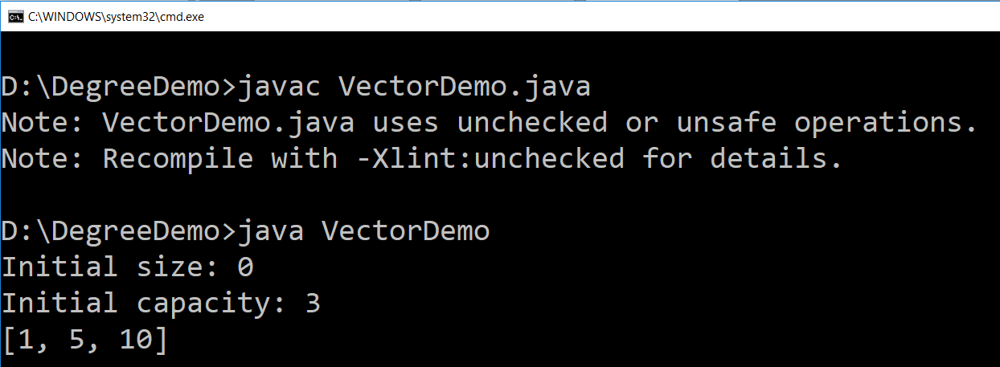 C:\WINDOWS\system32\cmd.exe
D:\DegreeDemo>javac VectorDemo.java
Note: VectorDemo.java uses unchecked or unsafe operations.
Note: Recompile with -Xlint:unchecked for details.
D:\DegreeDemo>java VectorDemo
Initial size: 0
Initial capacity: 3
[1, 5, 10]